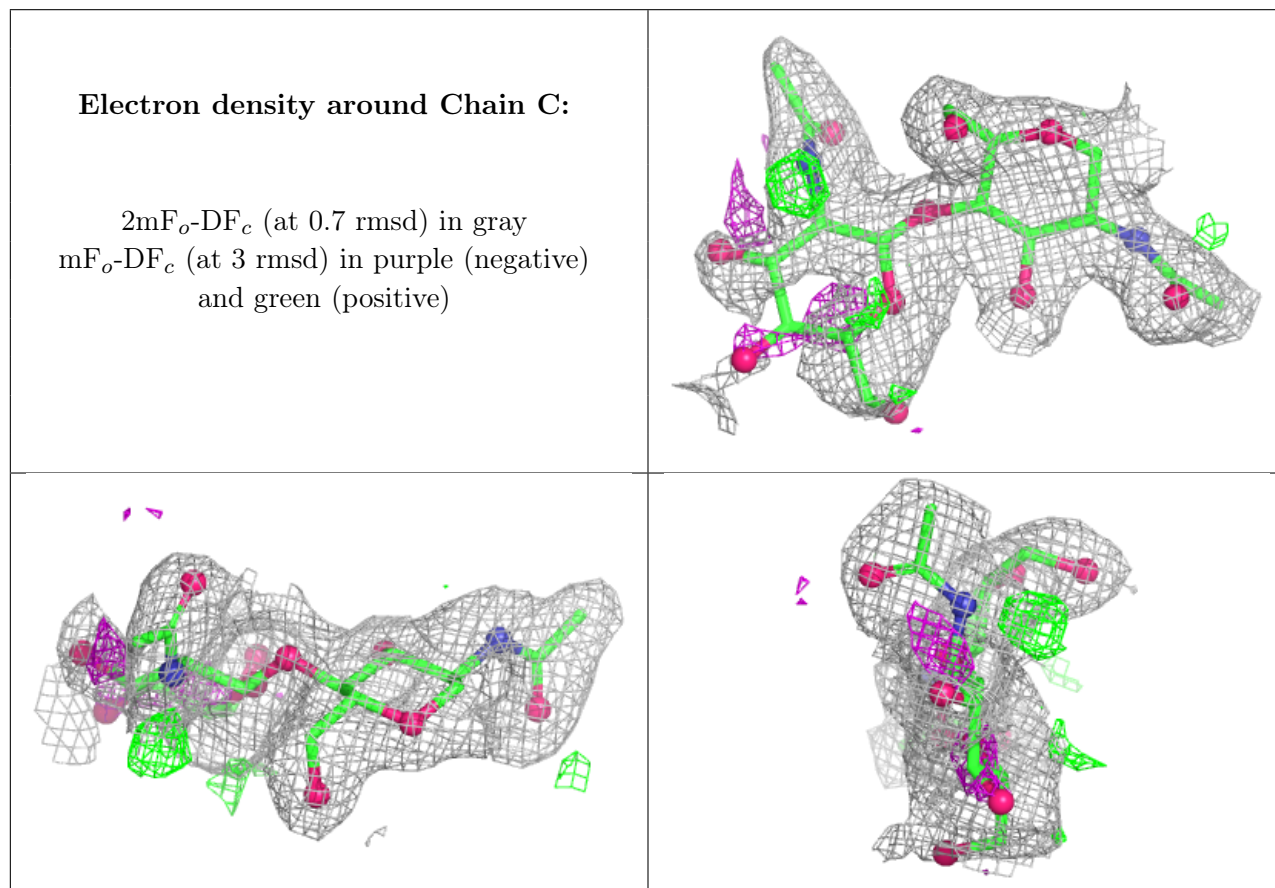 Electron density around Chain C:
2mFo-DFc (at 0.7 rmsd) in gray
mFo-DFc (at 3 rmsd) in purple (negative)
and green (positive)